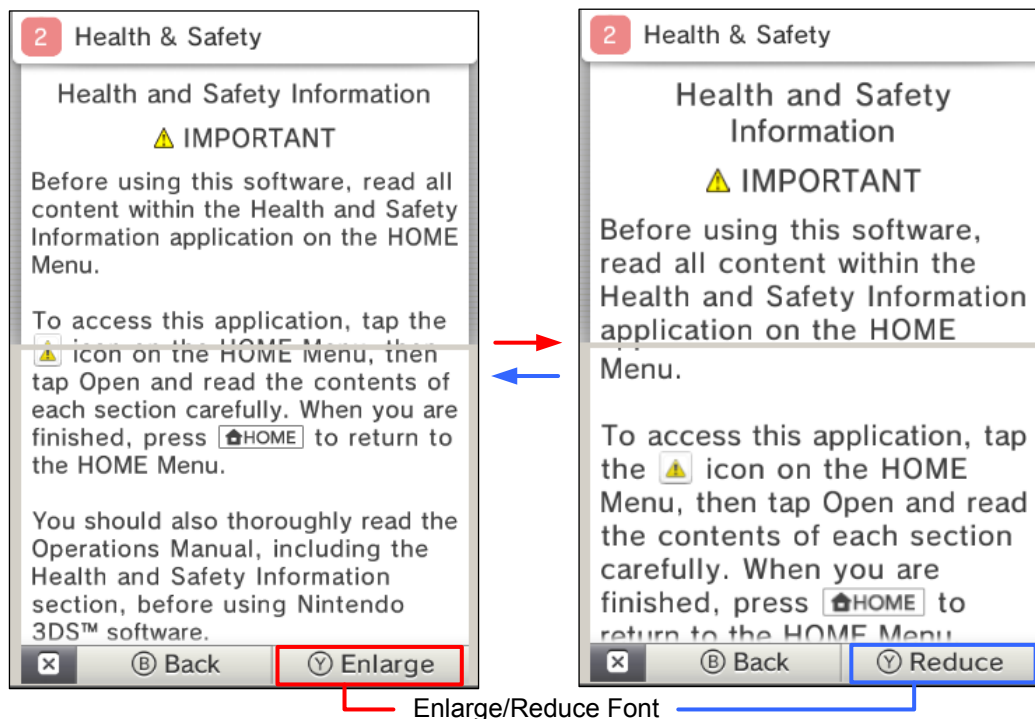 2 Health & Safety
Health and Safety Information
IMPORTANT
Before using this software, read all
content within the Health and Safety
Information application on the HOME
Menu.
To access this application, tap the
icon on the HOME Menu, then
tap Open and read the contents of
each section carefully. When you are
finished, press HOME to return to
the HOME Menu.
You should also thoroughly read the
Operations Manual, including the
Health and Safety Information
section, before using Nintendo
3DS™ software.
X B Back Y Enlarge
2 Health & Safety
Health and Safety
Information
IMPORTANT
Before using this software,
read all content within the
Health and Safety Information
application on the HOME
Menu.
To access this application, tap
the icon on the HOME
Menu, then tap Open and read
the contents of each section
carefully. When you are
finished, press HOME to
return to the HOME Menu
X B Back Y Reduce
Enlarge/Reduce Font